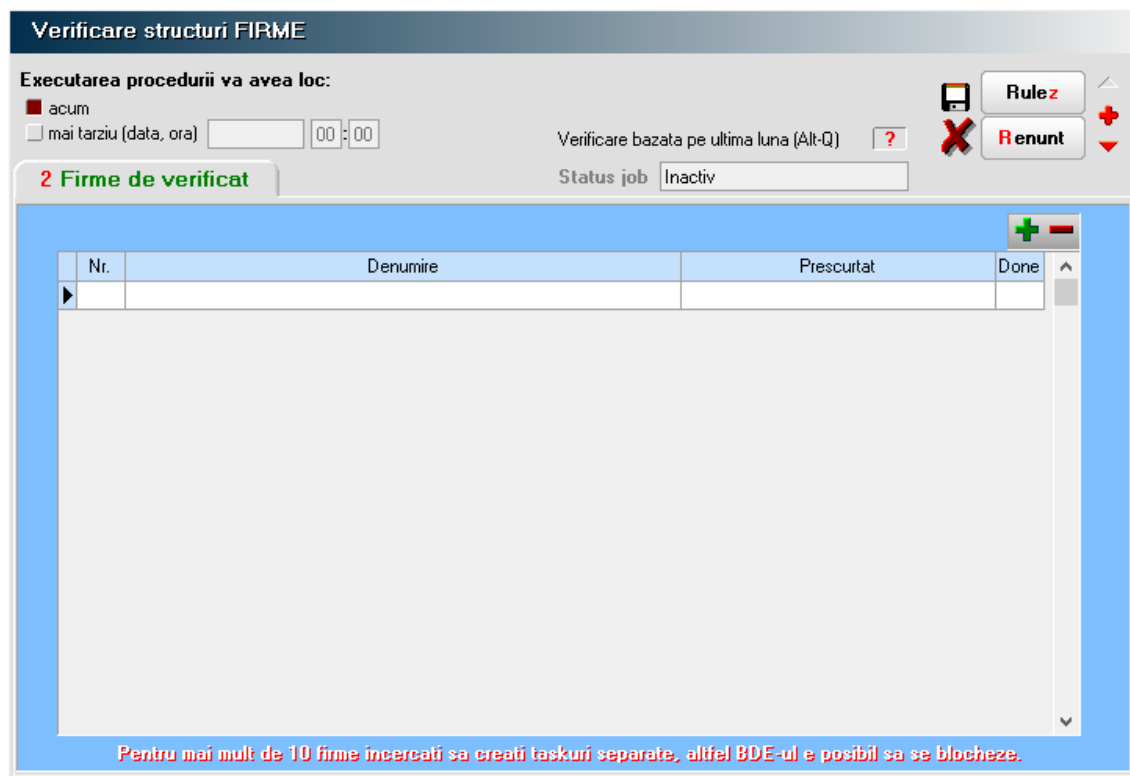 Verificare structuri FIRME
Executarea procedurii va avea loc:
acum
mai tarziu (data, ora) 00 : 00
Verificare bazata pe ultima luna (Alt-Q) ?
Rulez
Renunt
2 Firme de verificat
Status job Inactiv
Nr. Denumire Prescurtat Done
Pentru mai mult de 10 firme incercati sa creati taskuri separate, altfel BDE-ul e posibil sa se blocheze.